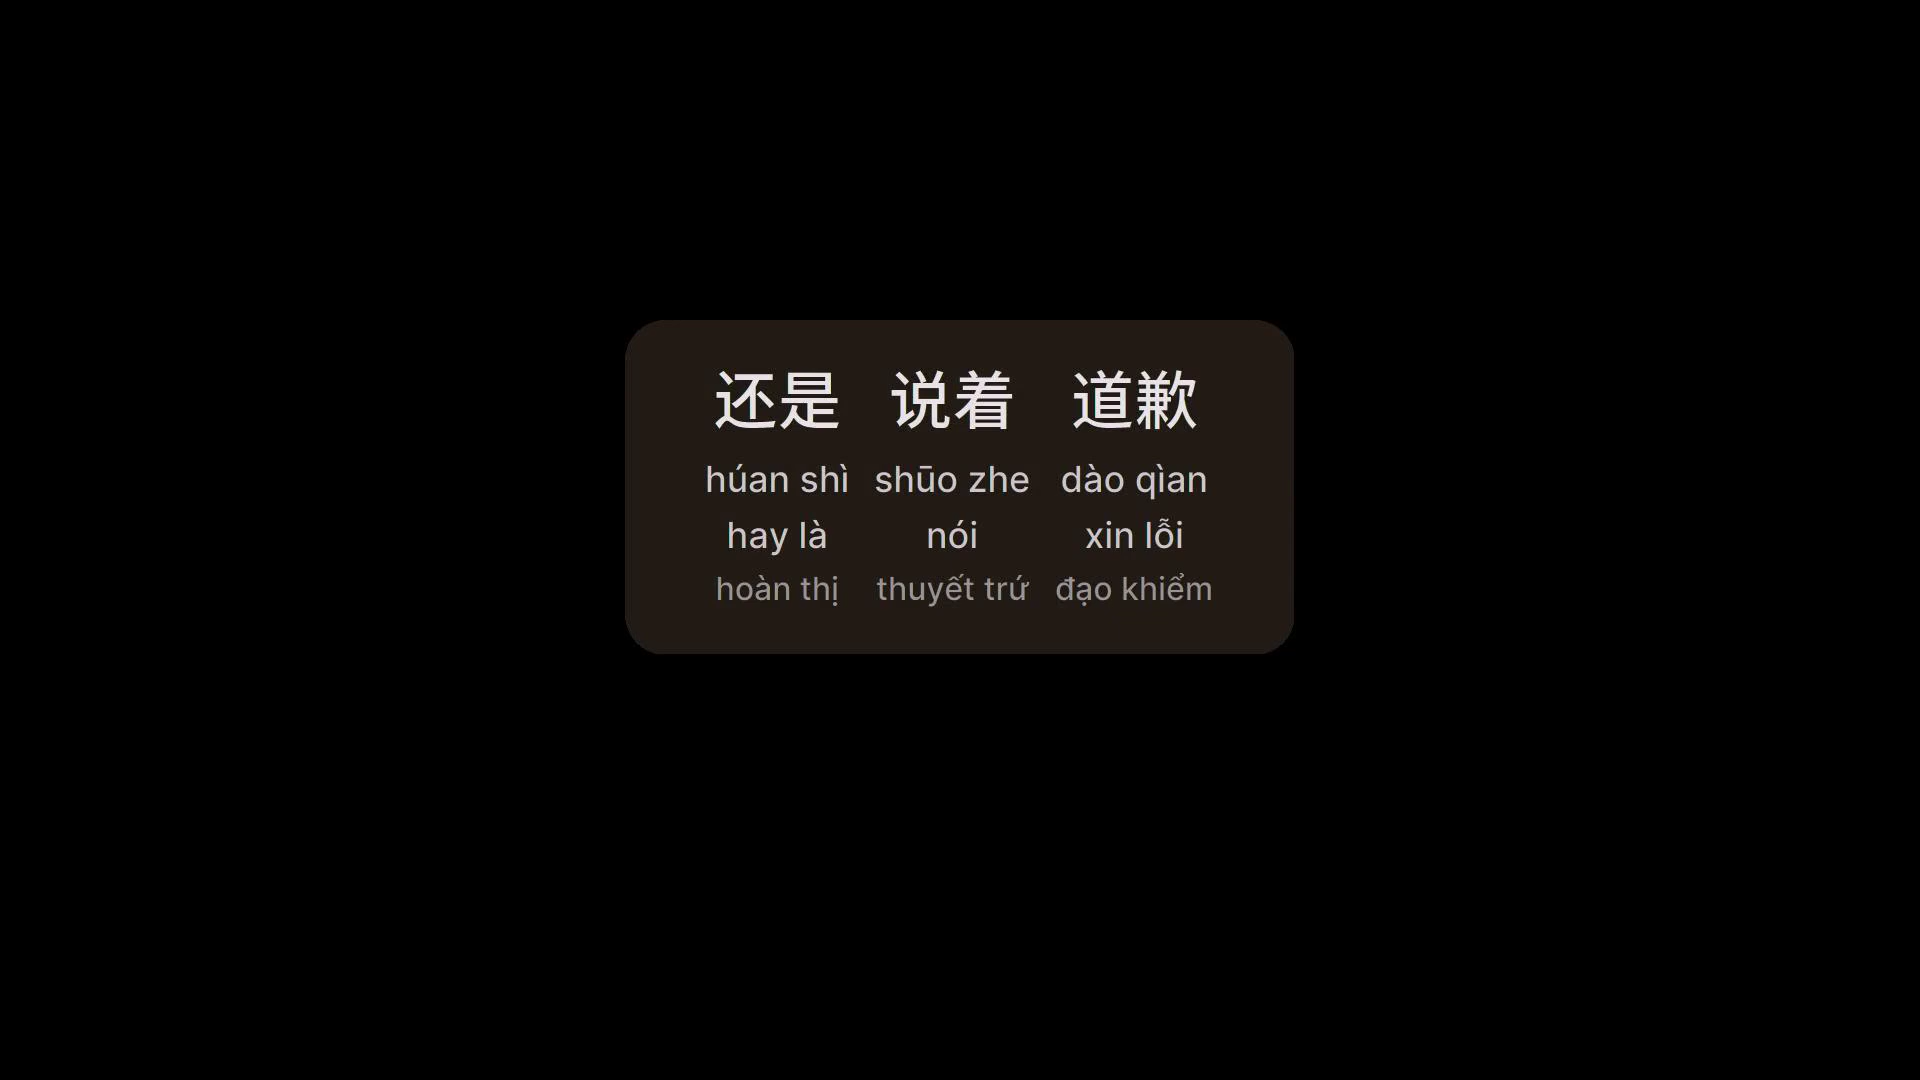 还是 说着 道歉
húan shì shūo zhe dào qìan
hay là nói xin lỗi
hoàn thị thuyết trứ đạo khiểm